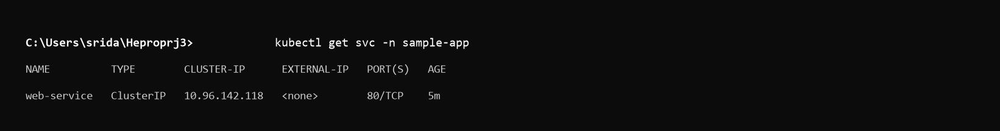 C:\Users\srida\Heproprj3> kubectl get svc -n sample-app
NAME TYPE CLUSTER-IP EXTERNAL-IP PORT(S) AGE
web-service ClusterIP 10.96.142.118 <none> 80/TCP 5m